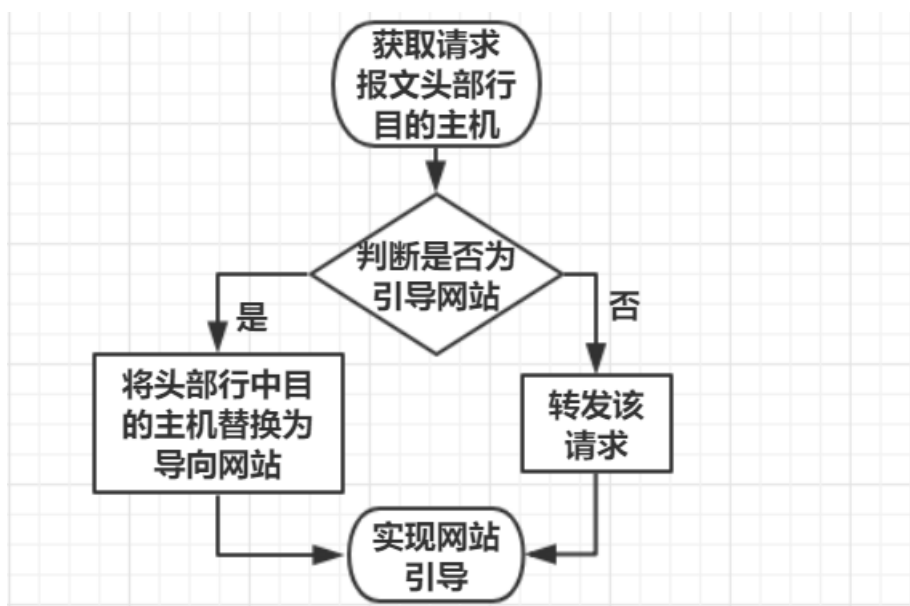 获取请求
报文头部行
目的主机
判断是否为
引导网站
是
否
将头部行中目
的主机替换为
导向网站
转发该
请求
实现网站
引导